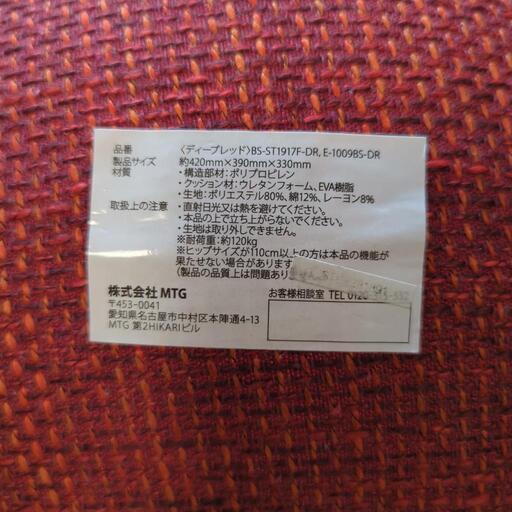 品番 〈ディープレッド〉BS-ST1917F-DR, E-1009BS-DR
製品サイズ 約420mm×390mm×330mm
材質 ・構造部材：ポリプロピレン
・クッション材：ウレタンフォーム、EVA樹脂
・生地：ポリエステル80%、綿12%、レーヨン8%
取扱上の注意 ・直射日光又は熱を避けてください。
・本品の上で立ち上がらないでください。
・生地は取り外しできません。
※耐荷重：約120kg
※ヒップサイズが110cm以上の方は本品の機能が
果たせない場合があります
（製品の品質上は問題あり
株式会社 MTG
〒453-0041
愛知県名古屋市中村区本陣通4-13
MTG 第2HIKARIビル
お客様相談室 TEL 0120